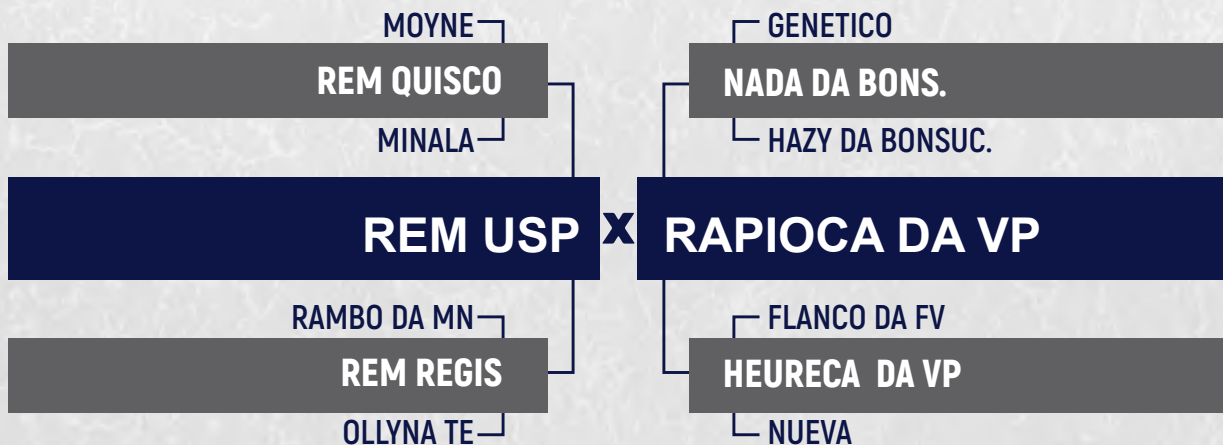 MOYNE GENETICO
REM QUISCO NADA DA BONS.
MINALA HAZY DA BONSUC.
REM USP X RAPIOCA DA VP
RAMBO DA MN FLANCO DA FV
REM REGIS HEURECA DA VP
OLLYNA TE NUEVA